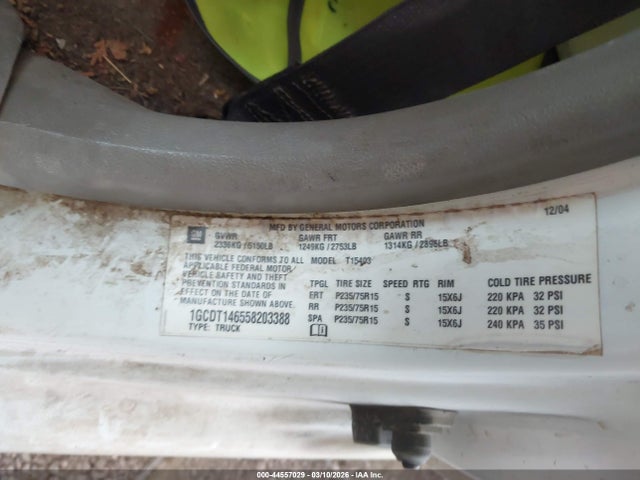 12/04
MFD BY GENERAL MOTORS CORPORATION
GM GVWR GAWR FRT GAWR RR
2336KG / 5150LB 1249KG / 2753LB 1314KG / 2896LB
THIS VEHICLE CONFORMS TO ALL MODEL T15403
APPLICABLE FEDERAL MOTOR
VEHICLE SAFETY AND THEFT
PREVENTION STANDARDS IN
EFFECT ON THE DATE OF
MANUFACTURE SHOWN ABOVE
1GCDT146558203388
TYPE: TRUCK
TPGL TIRE SIZE SPEED RTG RIM COLD TIRE PRESSURE
FRT P235/75R15 S 15X6J 220 KPA 32 PSI
RR P235/75R15 S 15X6J 220 KPA 32 PSI
SPA P235/75R15 S 15X6J 240 KPA 35 PSI
000-44557029 — 03/10/2026 — COPYRIGHT IAA, LLC